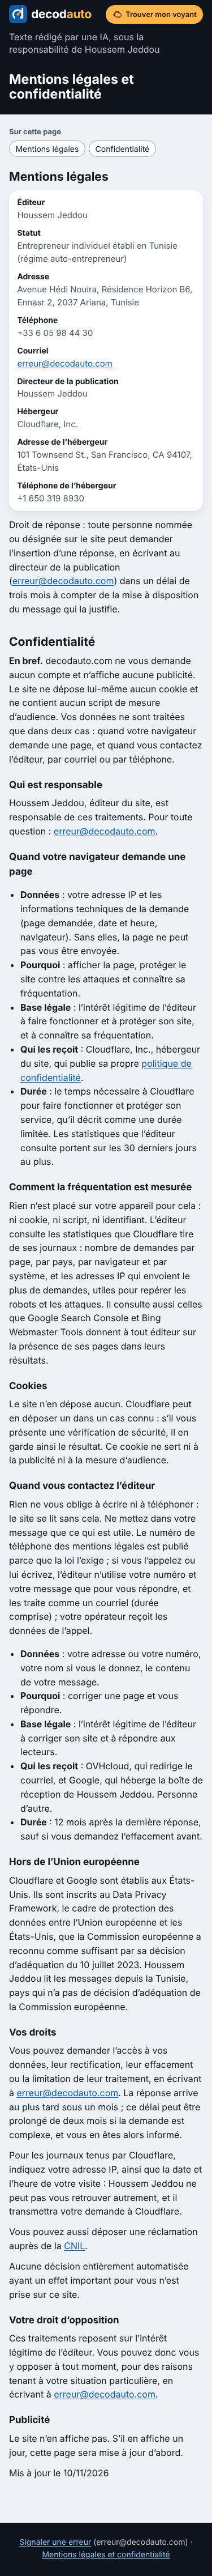 decodauto
Trouver mon voyant
Texte rédigé par une IA, sous la
responsabilité de Houssem Jeddou
Mentions légales et
confidentialité
Sur cette page
Mentions légales
Confidentialité
Mentions légales
Éditeur
Houssem Jeddou
Statut
Entrepreneur individuel établi en Tunisie
(régime auto-entrepreneur)
Adresse
Avenue Hédi Nouira, Résidence Horizon B6,
Ennasr 2, 2037 Ariana, Tunisie
Téléphone
+33 6 05 98 44 30
Courriel
erreur@decodauto.com
Directeur de la publication
Houssem Jeddou
Hébergeur
Cloudflare, Inc.
Adresse de l’hébergeur
101 Townsend St., San Francisco, CA 94107,
États-Unis
Téléphone de l’hébergeur
+1 650 319 8930
Droit de réponse : toute personne nommée
ou désignée sur le site peut demander
l’insertion d’une réponse, en écrivant au
directeur de la publication
(erreur@decodauto.com) dans un délai de
trois mois à compter de la mise à disposition
du message qui la justifie.
Confidentialité
En bref. decodauto.com ne vous demande
aucun compte et n’affiche aucune publicité.
Le site ne dépose lui-même aucun cookie et
ne contient aucun script de mesure
d’audience. Vos données ne sont traitées
que dans deux cas : quand votre navigateur
demande une page, et quand vous contactez
l’éditeur, par courriel ou par téléphone.
Qui est responsable
Houssem Jeddou, éditeur du site, est
responsable de ces traitements. Pour toute
question : erreur@decodauto.com.
Quand votre navigateur demande une
page
• Données : votre adresse IP et les
informations techniques de la demande
(page demandée, date et heure,
navigateur). Sans elles, la page ne peut
pas vous être envoyée.
• Pourquoi : afficher la page, protéger le
site contre les attaques et connaître sa
fréquentation.
• Base légale : l’intérêt légitime de l’éditeur
à faire fonctionner et à protéger son site,
et à connaître sa fréquentation.
• Qui les reçoit : Cloudflare, Inc., hébergeur
du site, qui publie sa propre politique de
confidentialité.
• Durée : le temps nécessaire à Cloudflare
pour faire fonctionner et protéger son
service, qu’il décrit comme une durée
limitée. Les statistiques que l’éditeur
consulte portent sur les 30 derniers jours
au plus.
Comment la fréquentation est mesurée
Rien n’est placé sur votre appareil pour cela :
ni cookie, ni script, ni identifiant. L’éditeur
consulte les statistiques que Cloudflare tire
de ses journaux : nombre de demandes par
page, par pays, par navigateur et par
système, et les adresses IP qui envoient le
plus de demandes, utiles pour repérer les
robots et les attaques. Il consulte aussi celles
que Google Search Console et Bing
Webmaster Tools donnent à tout éditeur sur
la présence de ses pages dans leurs
résultats.
Cookies
Le site n’en dépose aucun. Cloudflare peut
en déposer un dans un cas connu : s’il vous
présente une vérification de sécurité, il en
garde ainsi le résultat. Ce cookie ne sert ni à
la publicité ni à la mesure d’audience.
Quand vous contactez l’éditeur
Rien ne vous oblige à écrire ni à téléphoner :
le site se lit sans cela. Ne mettez dans votre
message que ce qui est utile. Le numéro de
téléphone des mentions légales est publié
parce que la loi l’exige ; si vous l’appelez ou
lui écrivez, l’éditeur n’utilise votre numéro et
votre message que pour vous répondre, et
les traite comme un courriel (durée
comprise) ; votre opérateur reçoit les
données de l’appel.
• Données : votre adresse ou votre numéro,
votre nom si vous le donnez, le contenu
de votre message.
• Pourquoi : corriger une page et vous
répondre.
• Base légale : l’intérêt légitime de l’éditeur
à corriger son site et à répondre aux
lecteurs.
• Qui les reçoit : OVHcloud, qui redirige le
courriel, et Google, qui héberge la boîte de
réception de Houssem Jeddou. Personne
d’autre.
• Durée : 12 mois après la dernière réponse,
sauf si vous demandez l’effacement avant.
Hors de l’Union européenne
Cloudflare et Google sont établis aux États-
Unis. Ils sont inscrits au Data Privacy
Framework, le cadre de protection des
données entre l’Union européenne et les
États-Unis, que la Commission européenne a
reconnu comme suffisant par sa décision
d’adéquation du 10 juillet 2023. Houssem
Jeddou lit les messages depuis la Tunisie,
pays qui n’a pas de décision d’adéquation de
la Commission européenne.
Vos droits
Vous pouvez demander l’accès à vos
données, leur rectification, leur effacement
ou la limitation de leur traitement, en écrivant
à erreur@decodauto.com. La réponse arrive
au plus tard sous un mois ; ce délai peut être
prolongé de deux mois si la demande est
complexe, et vous en êtes alors informé.
Pour les journaux tenus par Cloudflare,
indiquez votre adresse IP, ainsi que la date et
l’heure de votre visite : Houssem Jeddou ne
peut pas vous retrouver autrement, et il
transmettra votre demande à Cloudflare.
Vous pouvez aussi déposer une réclamation
auprès de la CNIL.
Aucune décision entièrement automatisée
ayant un effet important pour vous n’est
prise sur ce site.
Votre droit d’opposition
Ces traitements reposent sur l’intérêt
légitime de l’éditeur. Vous pouvez donc vous
y opposer à tout moment, pour des raisons
tenant à votre situation particulière, en
écrivant à erreur@decodauto.com.
Publicité
Le site n’en affiche pas. S’il en affiche un
jour, cette page sera mise à jour d’abord.
Mis à jour le 10/11/2026
Signaler une erreur (erreur@decodauto.com) ·
Mentions légales et confidentialité